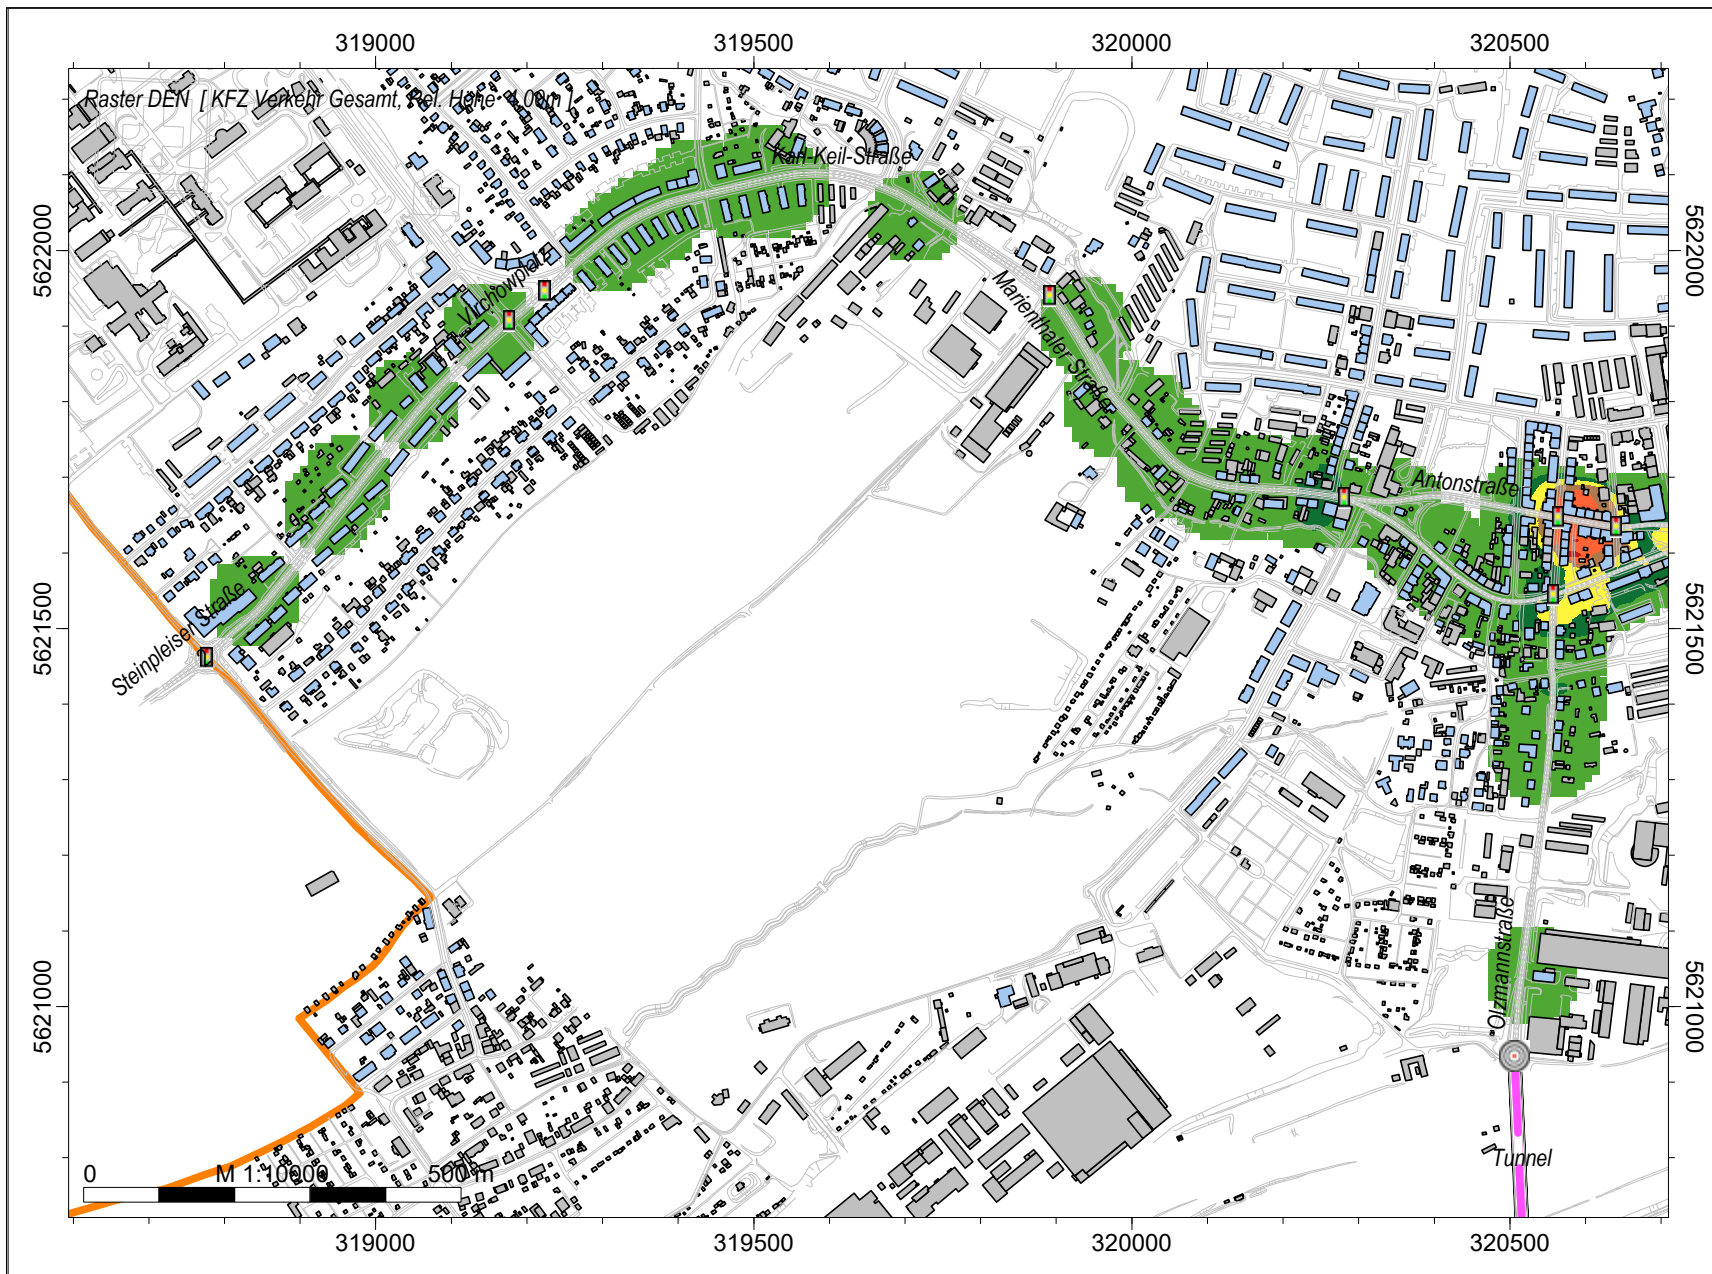 319000
319500
320000
320500
Raster DEN [ KFZ Verkehr Gesamt, Rel. Höhe 4.00m ]
Karl-Keil-Straße
5622000
5622000
Virchowplatz
Marienthaler Straße
Antonstraße
5621500
5621500
Steinpleiser Straße
Olzmannstraße
5621000
5621000
Tunnel
0 M 1:10000 500 m
319000
319500
320000
320500